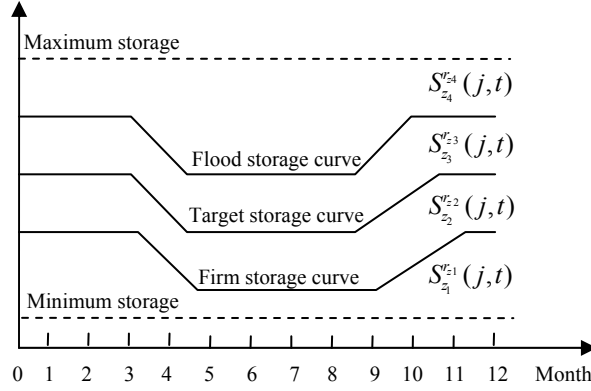 Maximum storage
S_{z_4}^{r_{z4}}(j,t)
S_{z_3}^{r_{z3}}(j,t)
Flood storage curve
S_{z_2}^{r_{z2}}(j,t)
Target storage curve
S_{z_1}^{r_{z1}}(j,t)
Firm storage curve
Minimum storage
0 1 2 3 4 5 6 7 8 9 10 11 12 Month